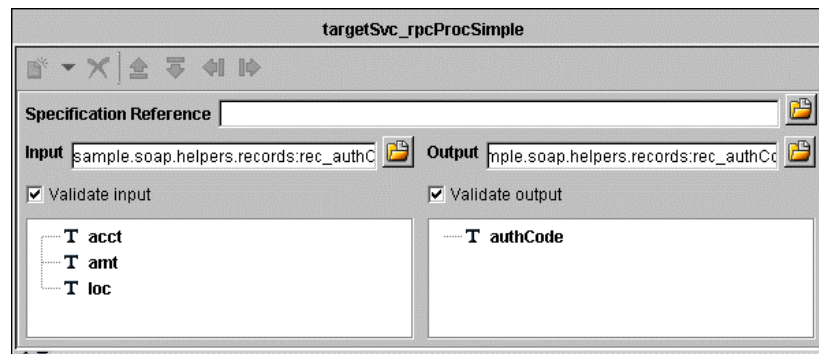 targetSvc_rpcProcSimple
Specification Reference
Input sample.soap.helpers.records:rec_authC Output mple.soap.helpers.records:rec_authCo
Validate input Validate output
T acct T authCode
T amt
T loc